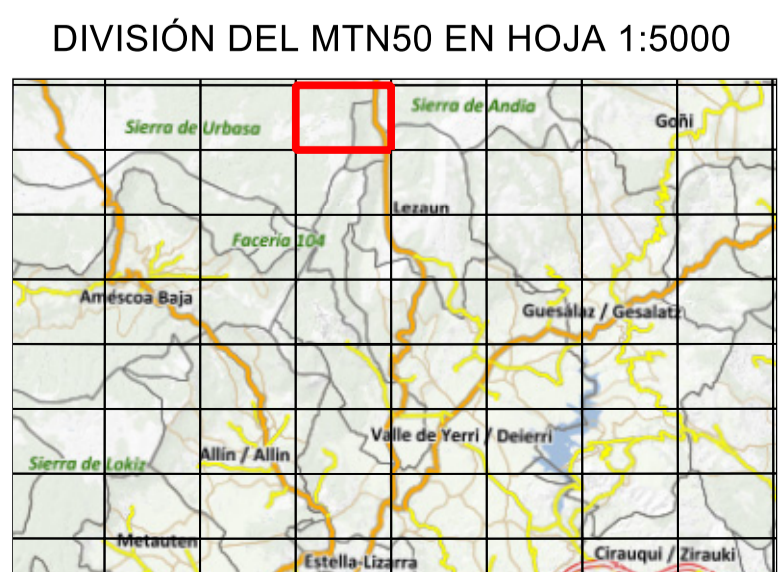 DIVISIÓN DEL MTN50 EN HOJA 1:5000
Sierra de Andia
Goñi
Sierra de Urbasa
Lezaun
Facería 104
Améscoa Baja
Guesálaz / Gesalatz
Valle de Yerri / Deierri
Allín / Allin
Sierra de Lokiz
Metauten
Cirauqui / Zirauki
Estella-Lizarra